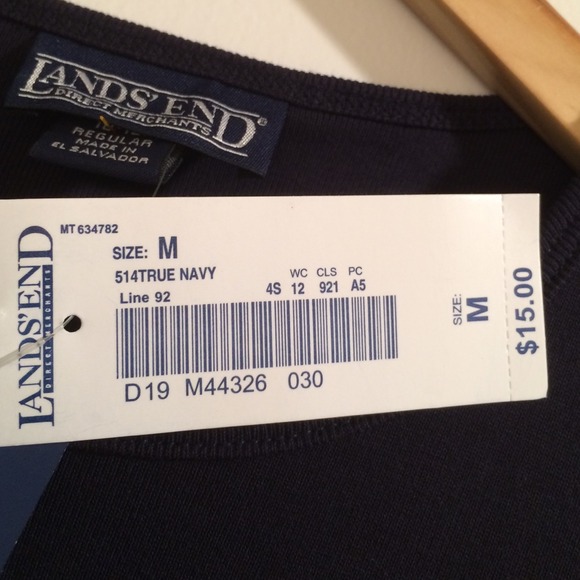 LANDS' END®
DIRECT MERCHANTS
REGULAR
MADE IN
EL SALVADOR
LANDS' END
DIRECT MERCHANTS
MT 634782
SIZE: M
514TRUE NAVY
WC CLS PC
Line 92 4S 12 921 A5
D19 M44326 030
SIZE: M
$15.00